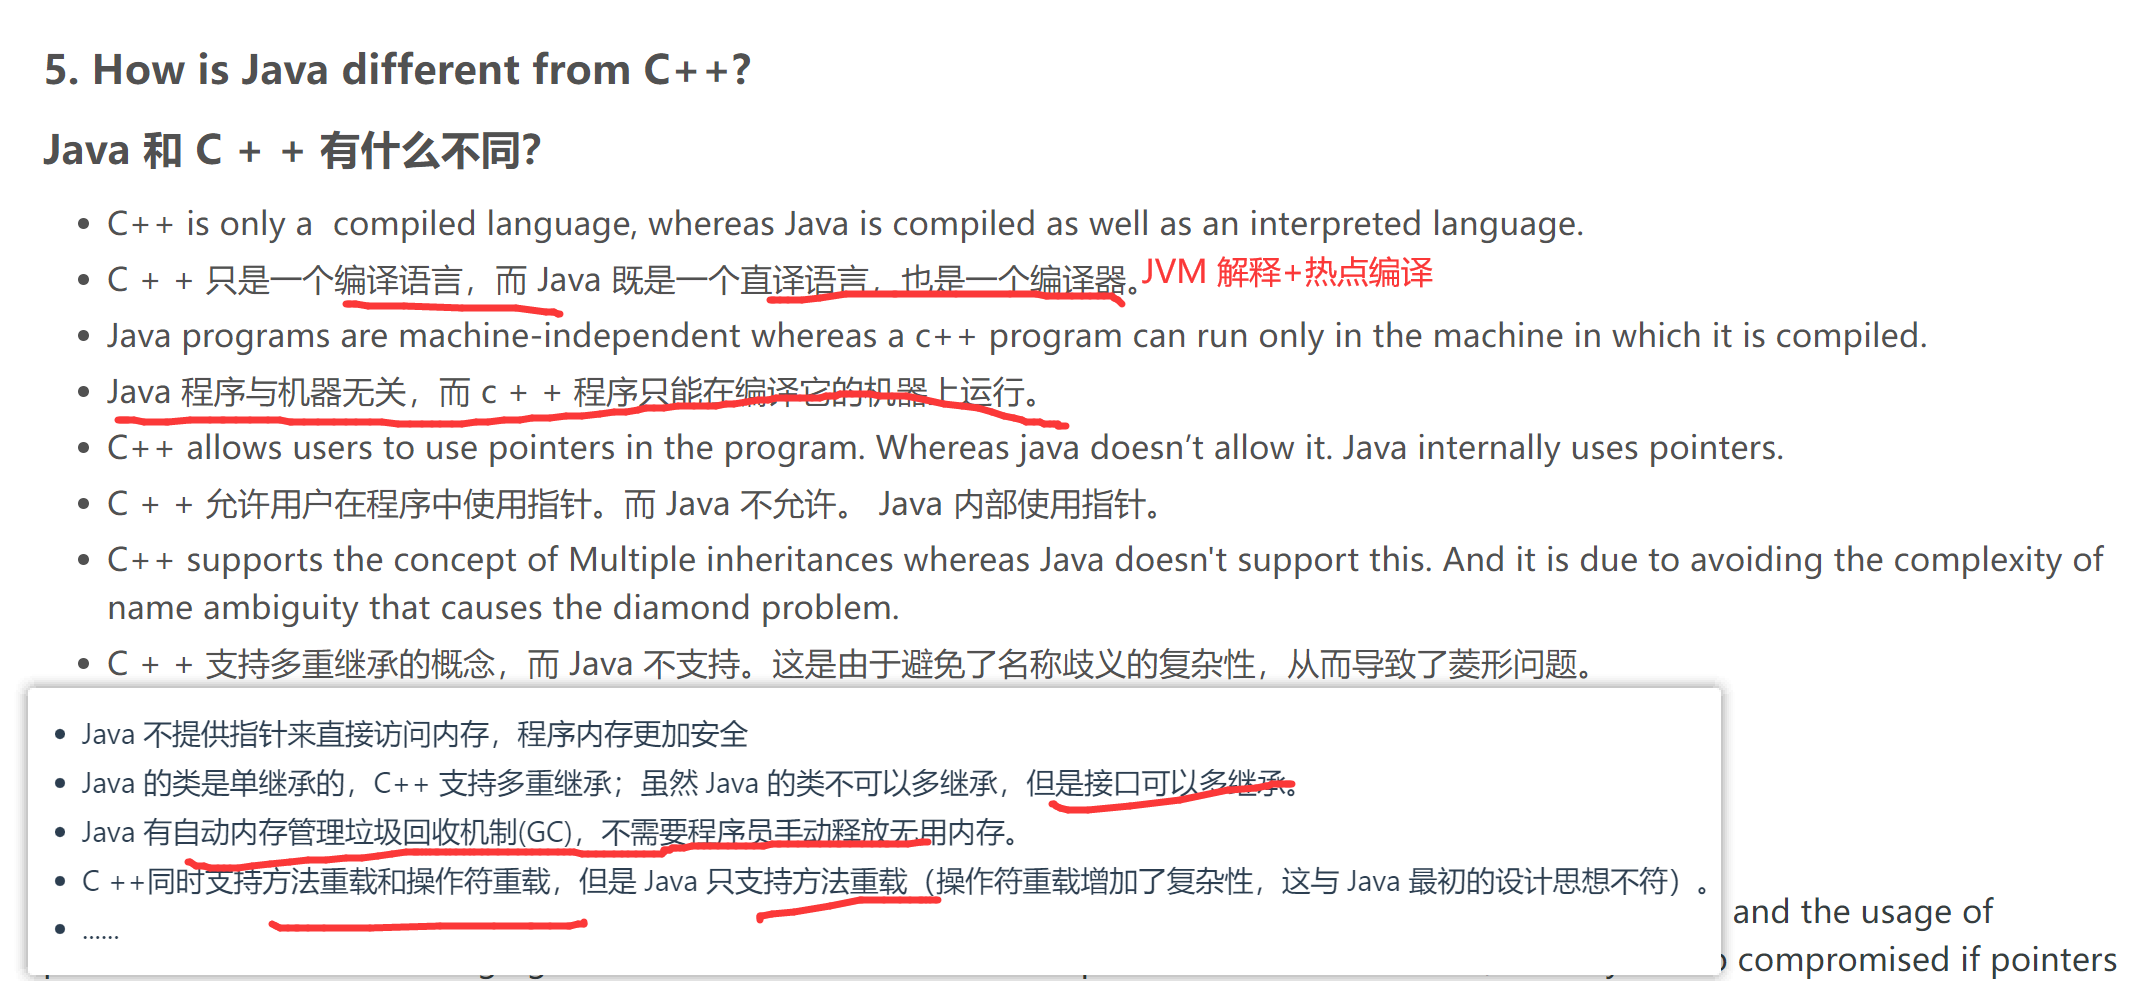 5. How is Java different from C++?
Java 和 C + + 有什么不同?
• C++ is only a  compiled language, whereas Java is compiled as well as an interpreted language.
• C + + 只是一个编译语言，而 Java 既是一个直译语言，也是一个编译器。JVM 解释+热点编译
• Java programs are machine-independent whereas a c++ program can run only in the machine in which it is compiled.
• Java 程序与机器无关，而 c + + 程序只能在编译它的机器上运行。
• C++ allows users to use pointers in the program. Whereas java doesn’t allow it. Java internally uses pointers.
• C + + 允许用户在程序中使用指针。而 Java 不允许。 Java 内部使用指针。
• C++ supports the concept of Multiple inheritances whereas Java doesn't support this. And it is due to avoiding the complexity of
name ambiguity that causes the diamond problem.
• C + + 支持多重继承的概念，而 Java 不支持。这是由于避免了名称歧义的复杂性，从而导致了菱形问题。
• Java 不提供指针来直接访问内存，程序内存更加安全
• Java 的类是单继承的，C++ 支持多重继承；虽然 Java 的类不可以多继承，但是接口可以多继承。
• Java 有自动内存管理垃圾回收机制(GC)，不需要程序员手动释放无用内存。
• C ++同时支持方法重载和操作符重载，但是 Java 只支持方法重载（操作符重载增加了复杂性，这与 Java 最初的设计思想不符）。
• ......
and the usage of
compromised if pointers